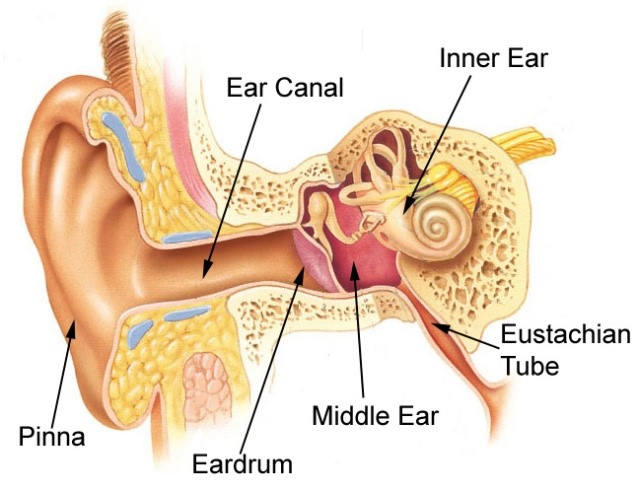 Inner Ear
Ear Canal
Eustachian
Tube
Middle Ear
Pinna
Eardrum